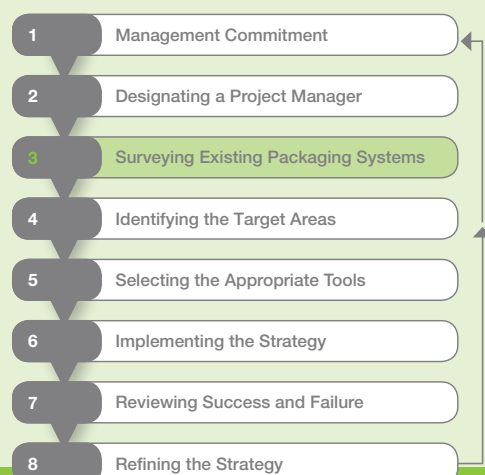 1 Management Commitment
2 Designating a Project Manager
3 Surveying Existing Packaging Systems
4 Identifying the Target Areas
5 Selecting the Appropriate Tools
6 Implementing the Strategy
7 Reviewing Success and Failure
8 Refining the Strategy